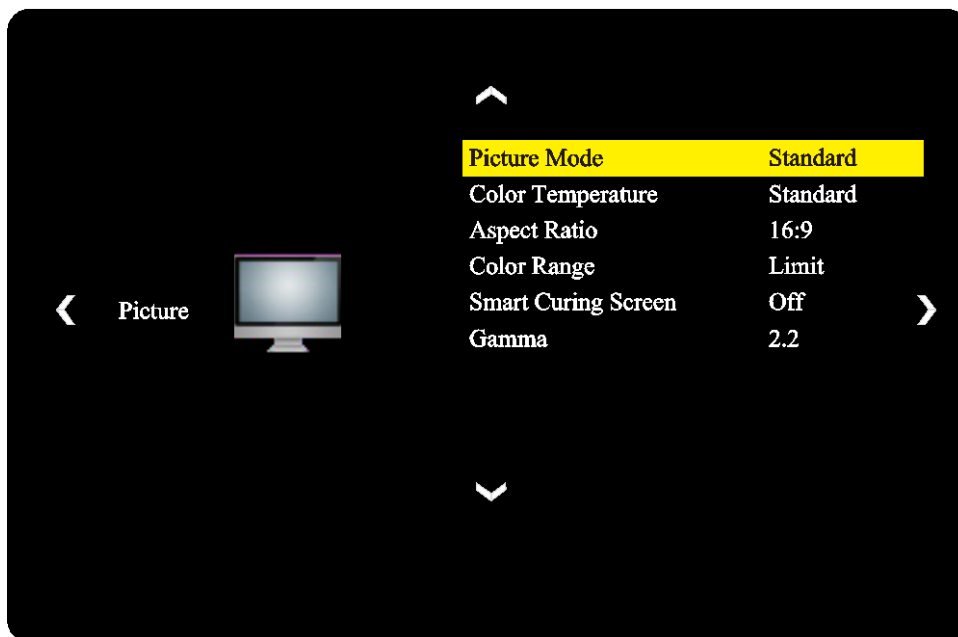 Picture
Picture Mode Standard
Color Temperature Standard
Aspect Ratio 16:9
Color Range Limit
Smart Curing Screen Off
Gamma 2.2